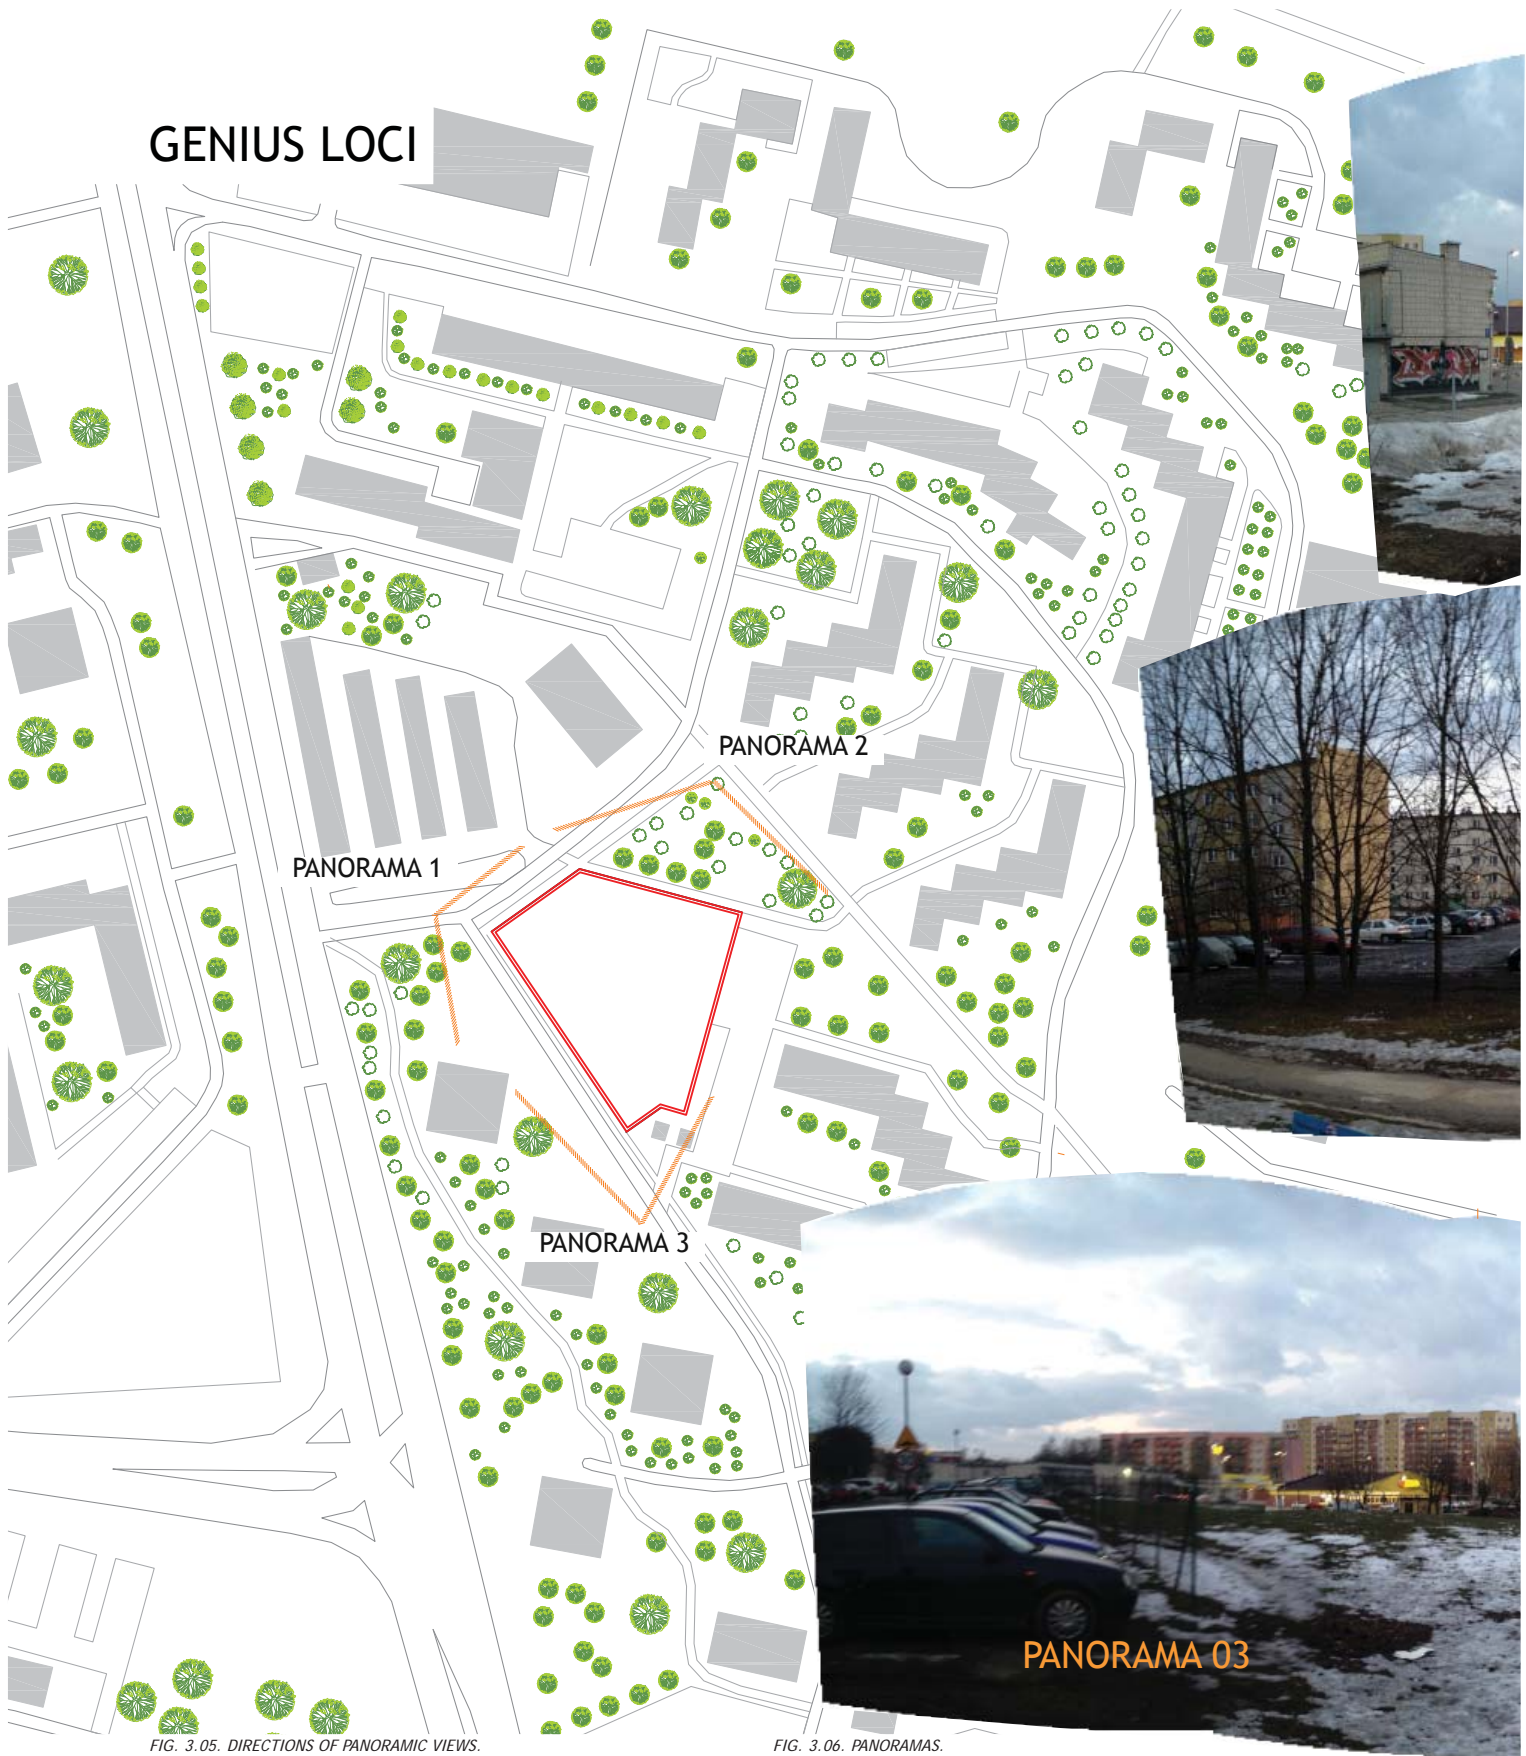 GENIUS LOCI
PANORAMA 2
PANORAMA 1
PANORAMA 3
PANORAMA 03
FIG. 3.05. DIRECTIONS OF PANORAMIC VIEWS.
FIG. 3.06. PANORAMAS.